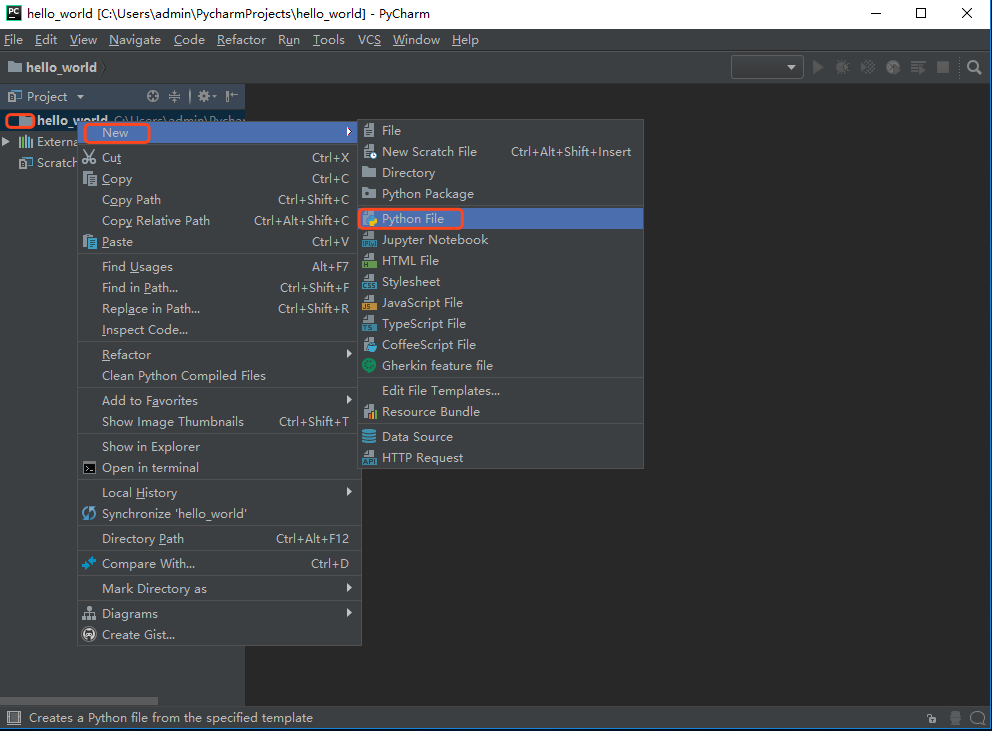 hello_world [C:\Users\admin\PycharmProjects\hello_world] - PyCharm
File Edit View Navigate Code Refactor Run Tools VCS Window Help
hello_world
Project
hello_world C:\Users\admin\Pychar
Externa
Scratch
New
Cut Ctrl+X
Copy Ctrl+C
Copy Path Ctrl+Shift+C
Copy Relative Path Ctrl+Alt+Shift+C
Paste Ctrl+V
Find Usages Alt+F7
Find in Path... Ctrl+Shift+F
Replace in Path... Ctrl+Shift+R
Inspect Code...
Refactor
Clean Python Compiled Files
Add to Favorites
Show Image Thumbnails Ctrl+Shift+T
Show in Explorer
Open in terminal
Local History
Synchronize 'hello_world'
Directory Path Ctrl+Alt+F12
Compare With... Ctrl+D
Mark Directory as
Diagrams
Create Gist...
File
New Scratch File Ctrl+Alt+Shift+Insert
Directory
Python Package
Python File
Jupyter Notebook
HTML File
Stylesheet
JavaScript File
TypeScript File
CoffeeScript File
Gherkin feature file
Edit File Templates...
Resource Bundle
Data Source
HTTP Request
Creates a Python file from the specified template